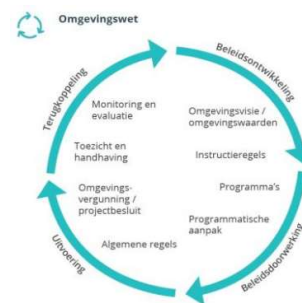 Omgevingswet
Beleidsontwikkeling
Omgevingsvisie /
omgevingswaarden
Instructieregels
Programma's
Programmatische
aanpak
Beleidsdoorwerking
Algemene regels
Omgevings-
vergunning /
projectbesluit
Uitvoering
Toezicht en
handhaving
Monitoring en
evaluatie
Terugkoppeling